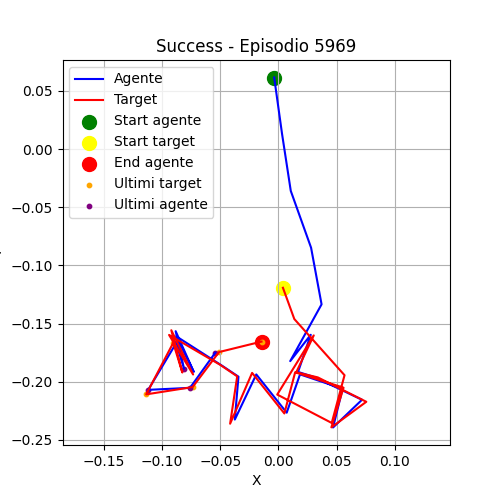 Success - Episodio 5969
Agente
Target
Start agente
Start target
End agente
Ultimi target
Ultimi agente
0.05
0.00
−0.05
−0.10
−0.15
−0.20
−0.25
−0.15
−0.10
−0.05
0.00
0.05
0.10
X